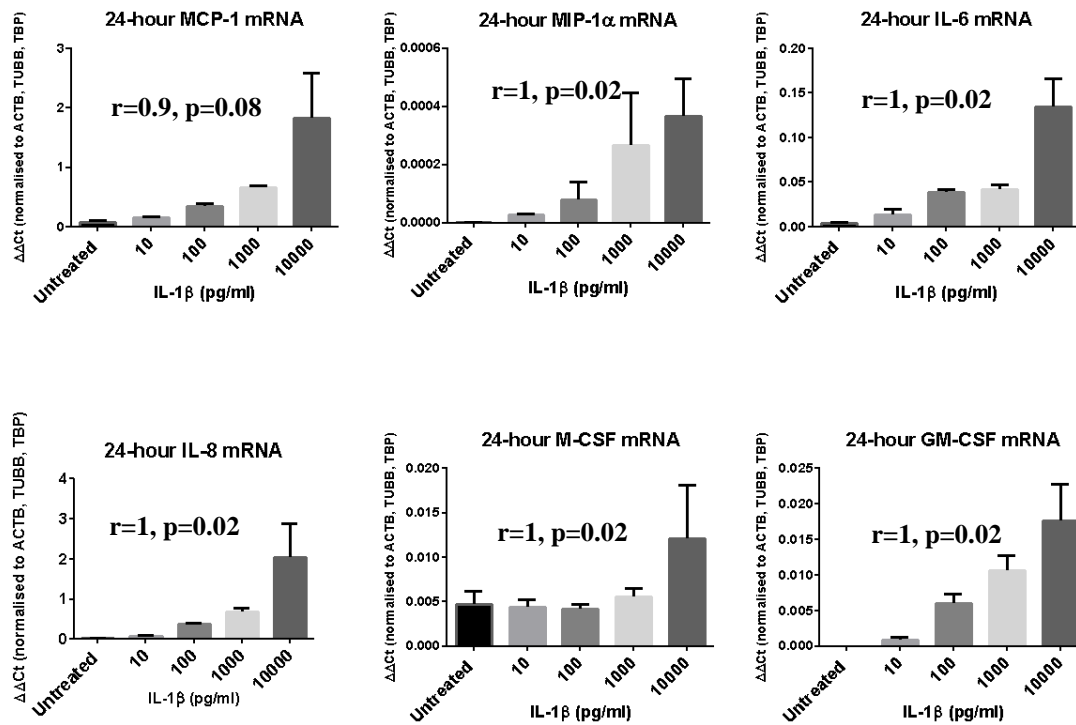 24-hour MCP-1 mRNA
ΔΔCt (normalised to ACTB, TUBB, TBP)
3
2
1
0
r=0.9, p=0.08
Untreated
10
100
1000
10000
IL-1β (pg/ml)
24-hour MIP-1α mRNA
ΔΔCt (normalised to ACTB, TUBB, TBP)
0.0006
0.0004
0.0002
0.0000
r=1, p=0.02
Untreated
10
100
1000
10000
IL-1β (pg/ml)
24-hour IL-6 mRNA
ΔΔCt (normalised to ACTB, TUBB, TBP)
0.20
0.15
0.10
0.05
0.00
r=1, p=0.02
Untreated
10
100
1000
10000
IL-1β (pg/ml)
24-hour IL-8 mRNA
ΔΔCt (normalised to ACTB, TUBB, TBP)
4
3
2
1
0
r=1, p=0.02
Untreated
10
100
1000
10000
IL-1β (pg/ml)
24-hour M-CSF mRNA
ΔΔCt (normalised to ACTB, TUBB, TBP)
0.020
0.015
0.010
0.005
0.000
r=1, p=0.02
Untreated
10
100
1000
10000
IL-1β (pg/ml)
24-hour GM-CSF mRNA
ΔΔCt (normalised to ACTB, TUBB, TBP)
0.025
0.020
0.015
0.010
0.005
0.000
r=1, p=0.02
Untreated
10
100
1000
10000
IL-1β (pg/ml)